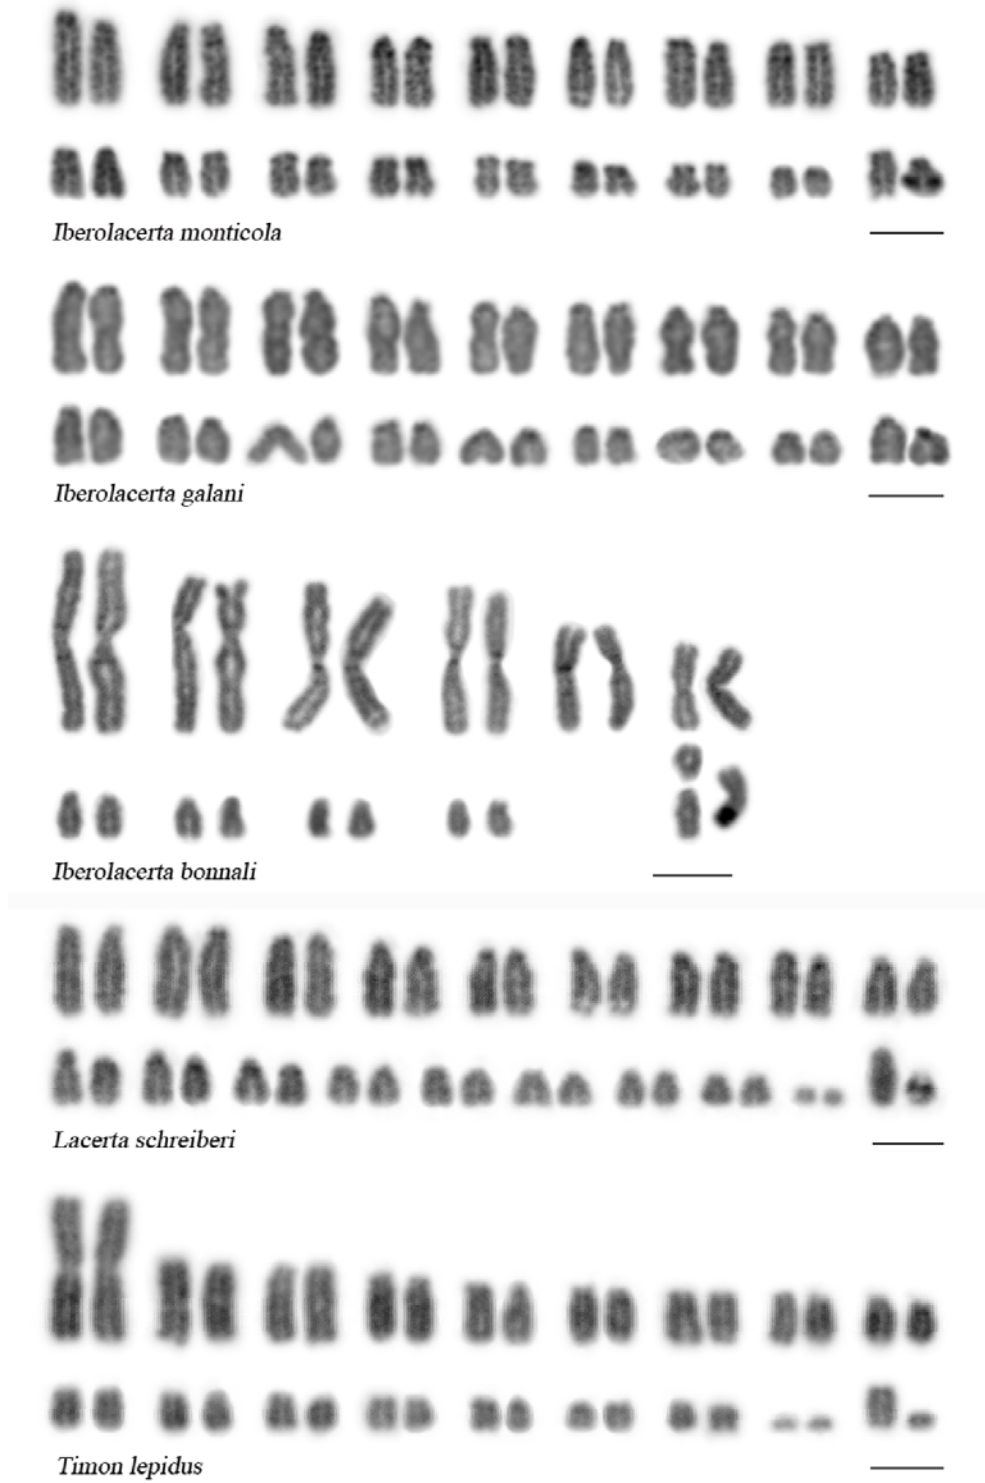 Iberolacerta monticola
Iberolacerta galani
Iberolacerta bonnali
Lacerta schreiberi
Timon lepidus